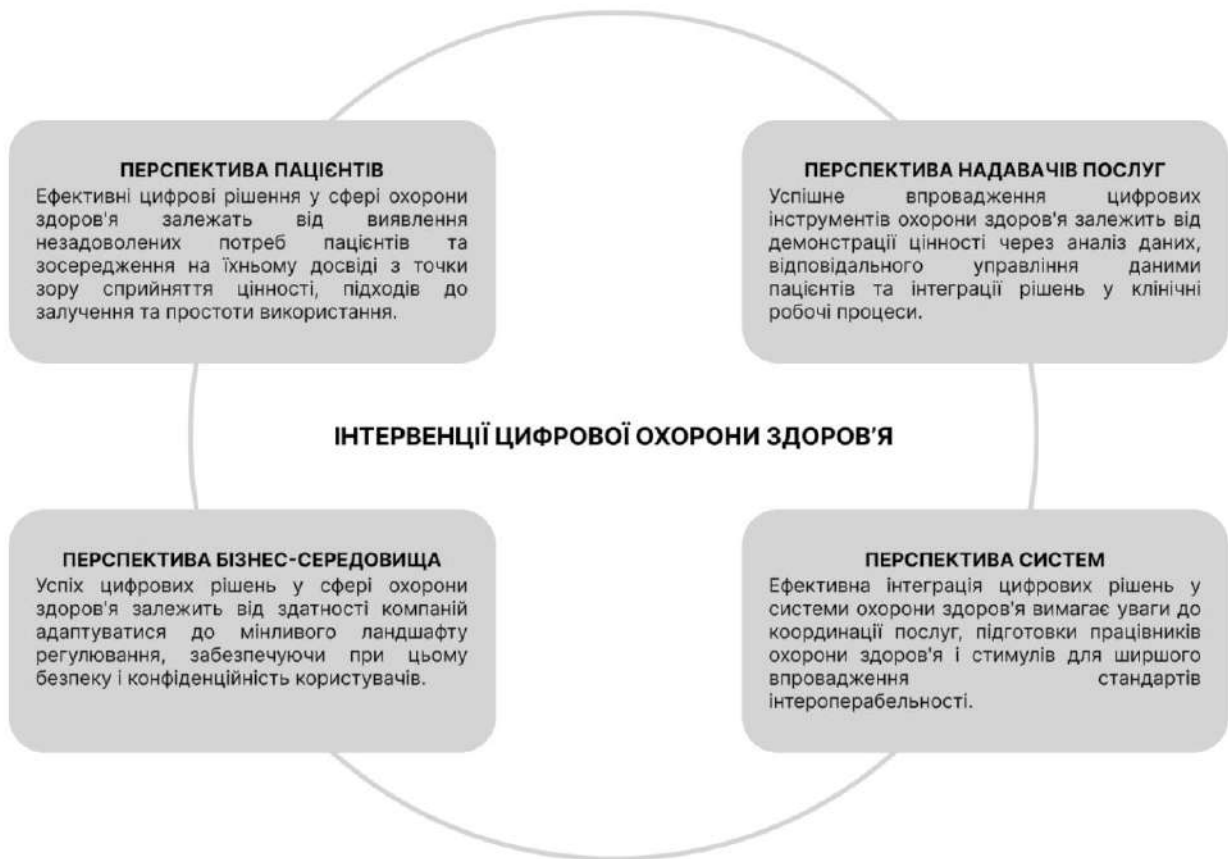 ПЕРСПЕКТИВА ПАЦІЄНТІВ
Ефективні цифрові рішення у сфері охорони
здоров'я залежать від виявлення
незадоволених потреб пацієнтів та
зосередження на їхньому досвіді з точки
зору сприйняття цінності, підходів до
залучення та простоти використання.
ПЕРСПЕКТИВА НАДАВАЧІВ ПОСЛУГ
Успішне впровадження цифрових
інструментів охорони здоров'я залежить від
демонстрації цінності через аналіз даних,
відповідального управління даними
пацієнтів та інтеграції рішень у клінічні
робочі процеси.
ІНТЕРВЕНЦІЇ ЦИФРОВОЇ ОХОРОНИ ЗДОРОВ’Я
ПЕРСПЕКТИВА БІЗНЕС-СЕРЕДОВИЩА
Успіх цифрових рішень у сфері охорони
здоров'я залежить від здатності компаній
адаптуватися до мінливого ландшафту
регулювання, забезпечуючи при цьому
безпеку і конфіденційність користувачів.
ПЕРСПЕКТИВА СИСТЕМ
Ефективна інтеграція цифрових рішень у
системи охорони здоров'я вимагає уваги до
координації послуг, підготовки працівників
охорони здоров'я і стимулів для ширшого
впровадження стандартів
інтероперабельності.